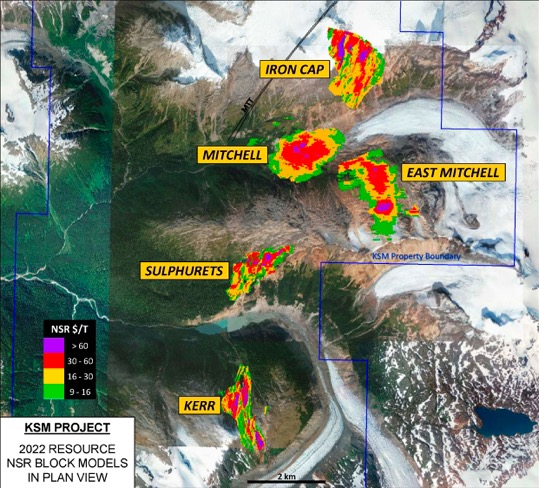 IRON CAP
MTT
MITCHELL
EAST MITCHELL
KSM Property Boundary
SULPHURETS
NSR $/T
> 60
30 - 60
16 - 30
9 - 16
KERR
KSM PROJECT
2022 RESOURCE
NSR BLOCK MODELS
IN PLAN VIEW
2 km